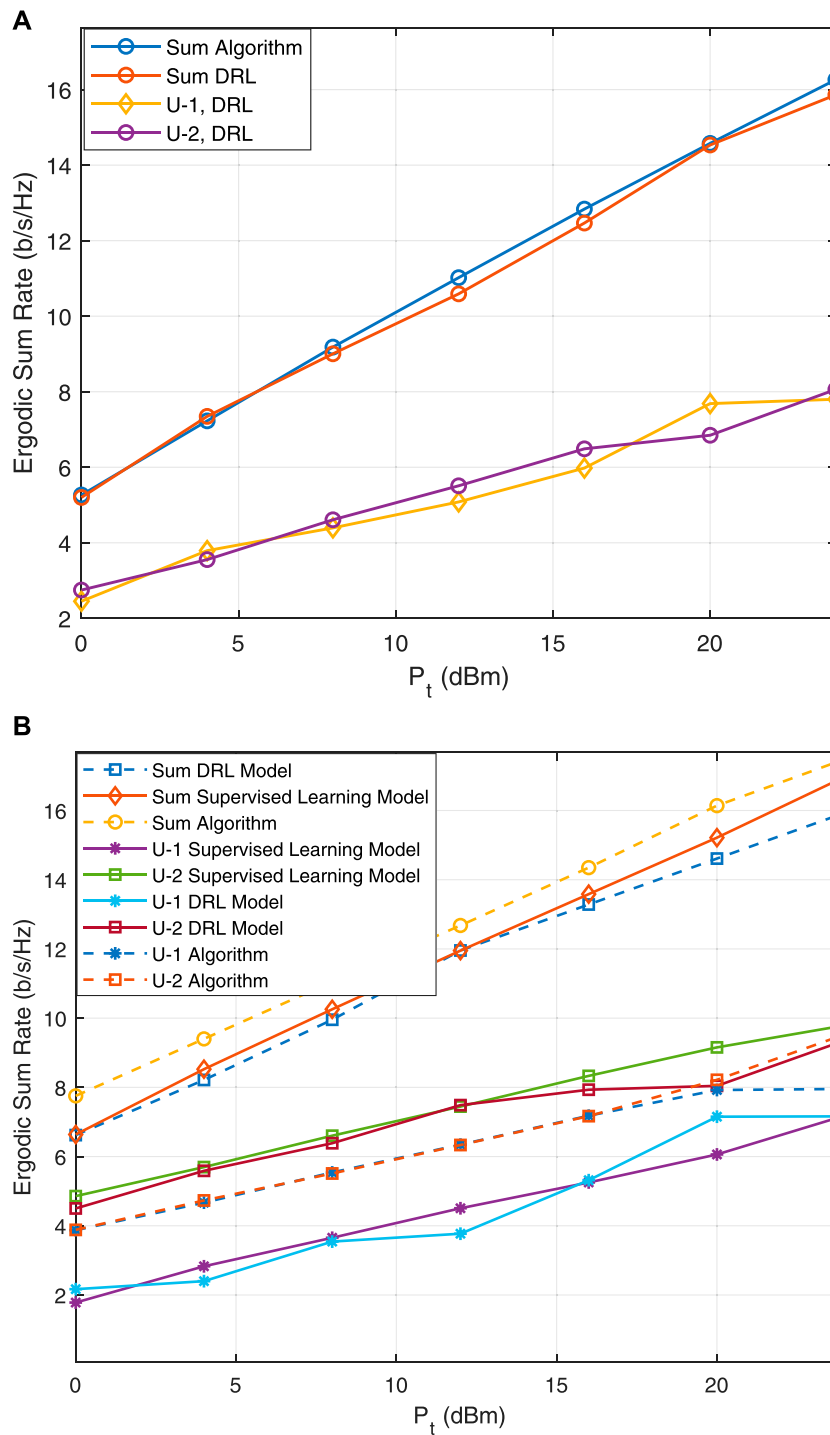 A
Sum Algorithm
Sum DRL
U-1, DRL
U-2, DRL
16
14
12
10
8
6
4
2
Ergodic Sum Rate (b/s/Hz)
0 5 10 15 20
P_t (dBm)
B
Sum DRL Model
Sum Supervised Learning Model
Sum Algorithm
U-1 Supervised Learning Model
U-2 Supervised Learning Model
U-1 DRL Model
U-2 DRL Model
U-1 Algorithm
U-2 Algorithm
16
14
12
10
8
6
4
2
Ergodic Sum Rate (b/s/Hz)
0 5 10 15 20
P_t (dBm)